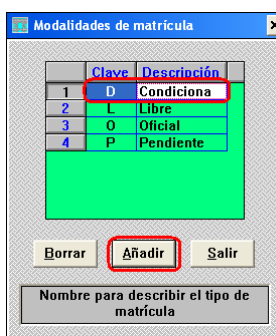 Modalidades de matrícula
Clave Descripción
1 D Condiciona
2 L Libre
3 O Oficial
4 P Pendiente
Borrar Añadir Salir
Nombre para describir el tipo de
matrícula